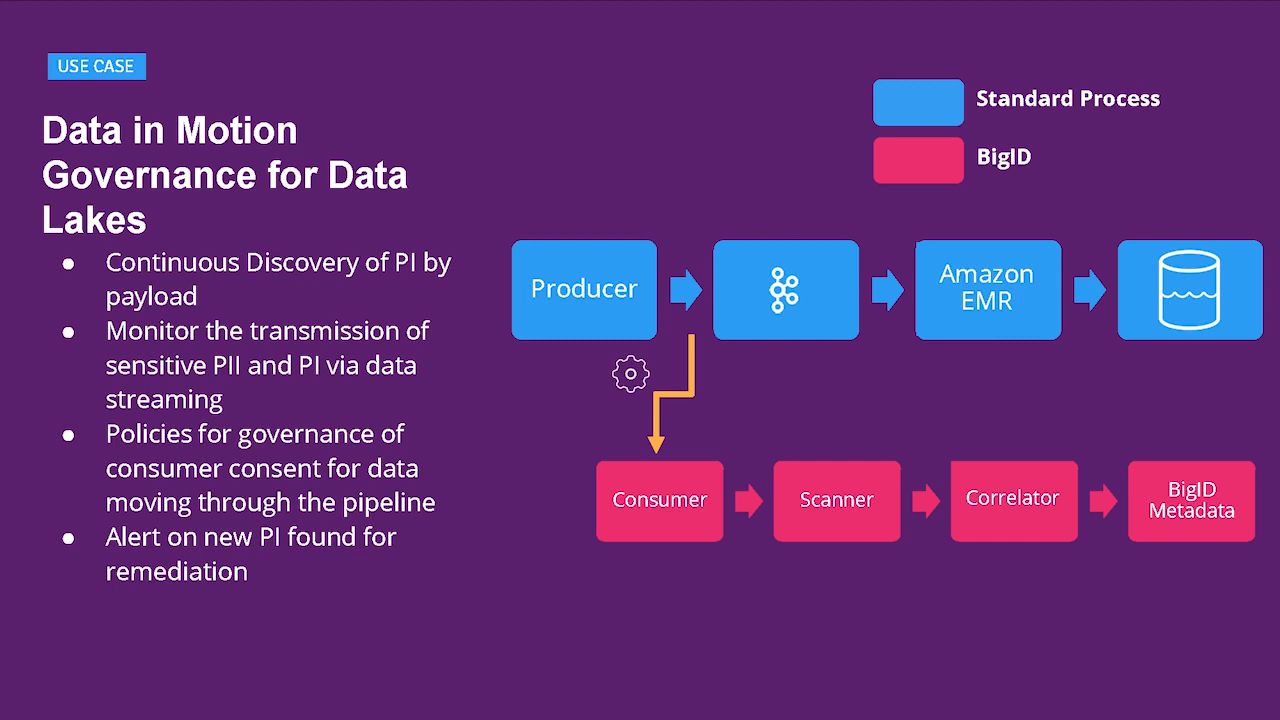 USE CASE
Data in Motion
Governance for Data
Lakes
● Continuous Discovery of PI by
payload
● Monitor the transmission of
sensitive PII and PI via data
streaming
● Policies for governance of
consumer consent for data
moving through the pipeline
● Alert on new PI found for
remediation
Standard Process
BigID
Producer
Amazon
EMR
Consumer
Scanner
Correlator
BigID
Metadata